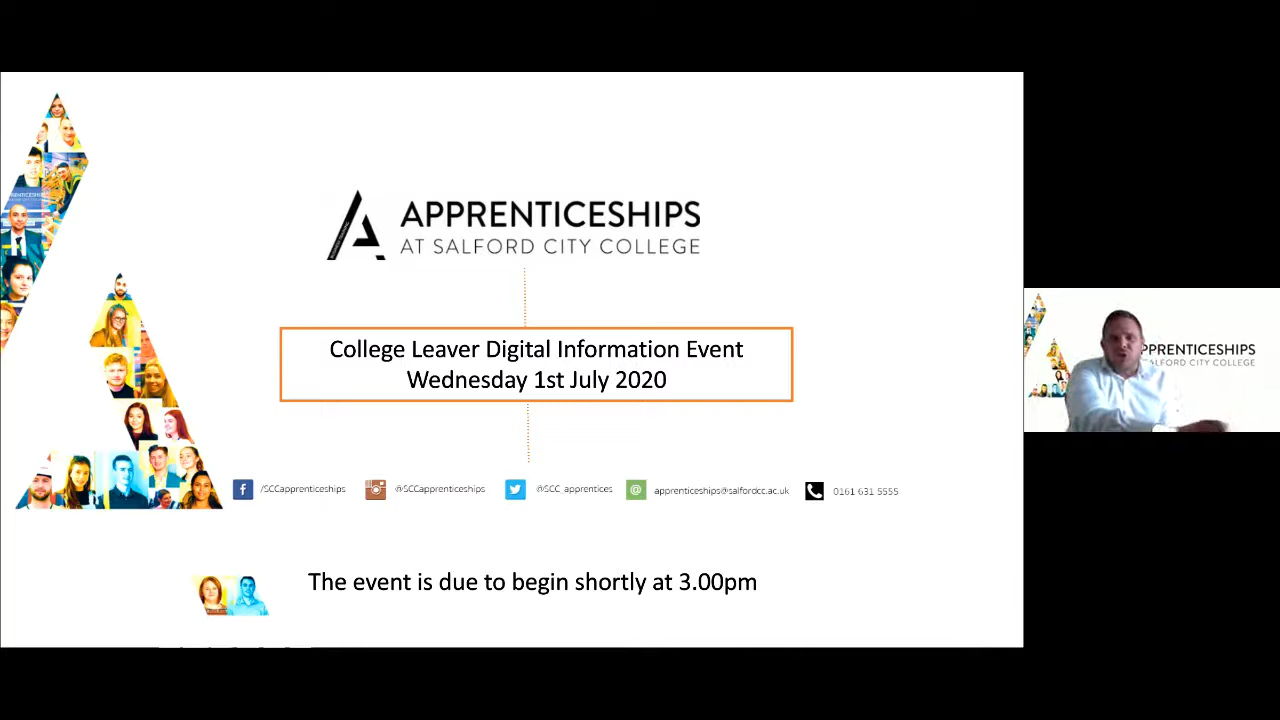 APPRENTICESHIPS
AT SALFORD CITY COLLEGE
College Leaver Digital Information Event
Wednesday 1st July 2020
/SCCapprenticeships
@SCCapprenticeships
@SCC_apprentices
apprenticeships@salfordcc.ac.uk
0161 631 5555
The event is due to begin shortly at 3.00pm
PPRENTICESHIPS
ALFORD CITY COLLEGE